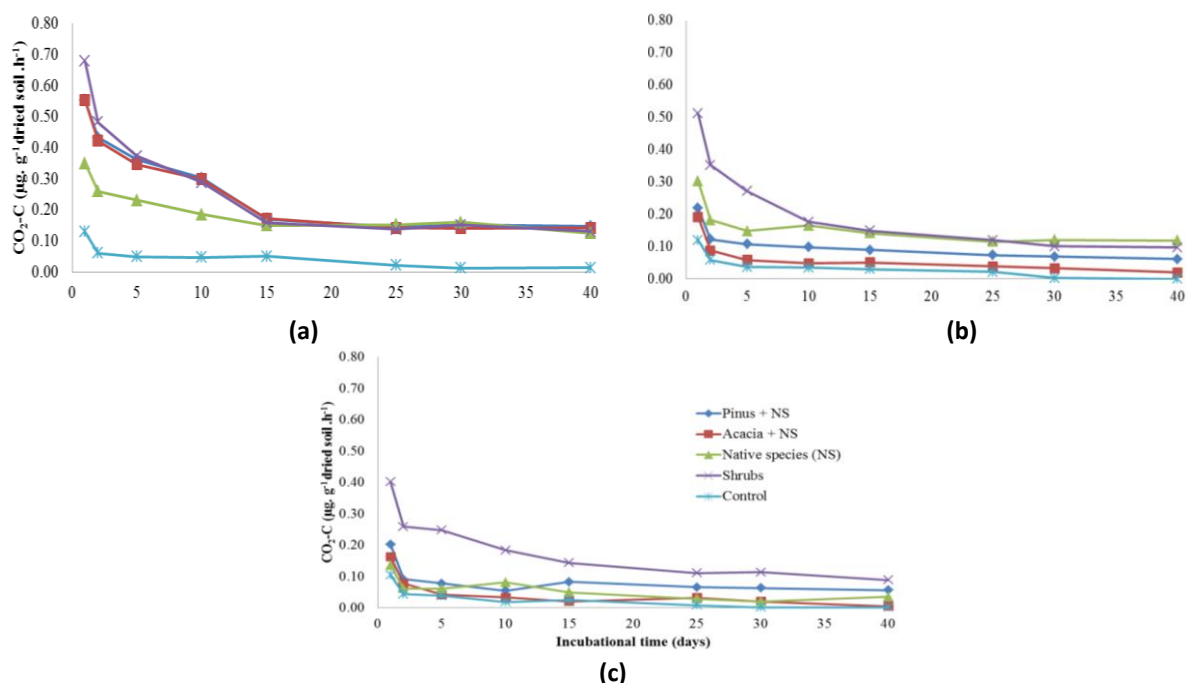 CO₂-C (µg. g⁻¹ dried soil .h⁻¹)
0.80
0.70
0.60
0.50
0.40
0.30
0.20
0.10
0.00
0 5 10 15 20 25 30 35 40
(a)
0.80
0.70
0.60
0.50
0.40
0.30
0.20
0.10
0.00
0 5 10 15 20 25 30 35 40
(b)
CO₂-C (µg. g⁻¹ dried soil .h⁻¹)
0.80
0.70
0.60
0.50
0.40
0.30
0.20
0.10
0.00
Pinus + NS
Acacia + NS
Native species (NS)
Shrubs
Control
0 5 10 15 20 25 30 35 40
Incubational time (days)
(c)